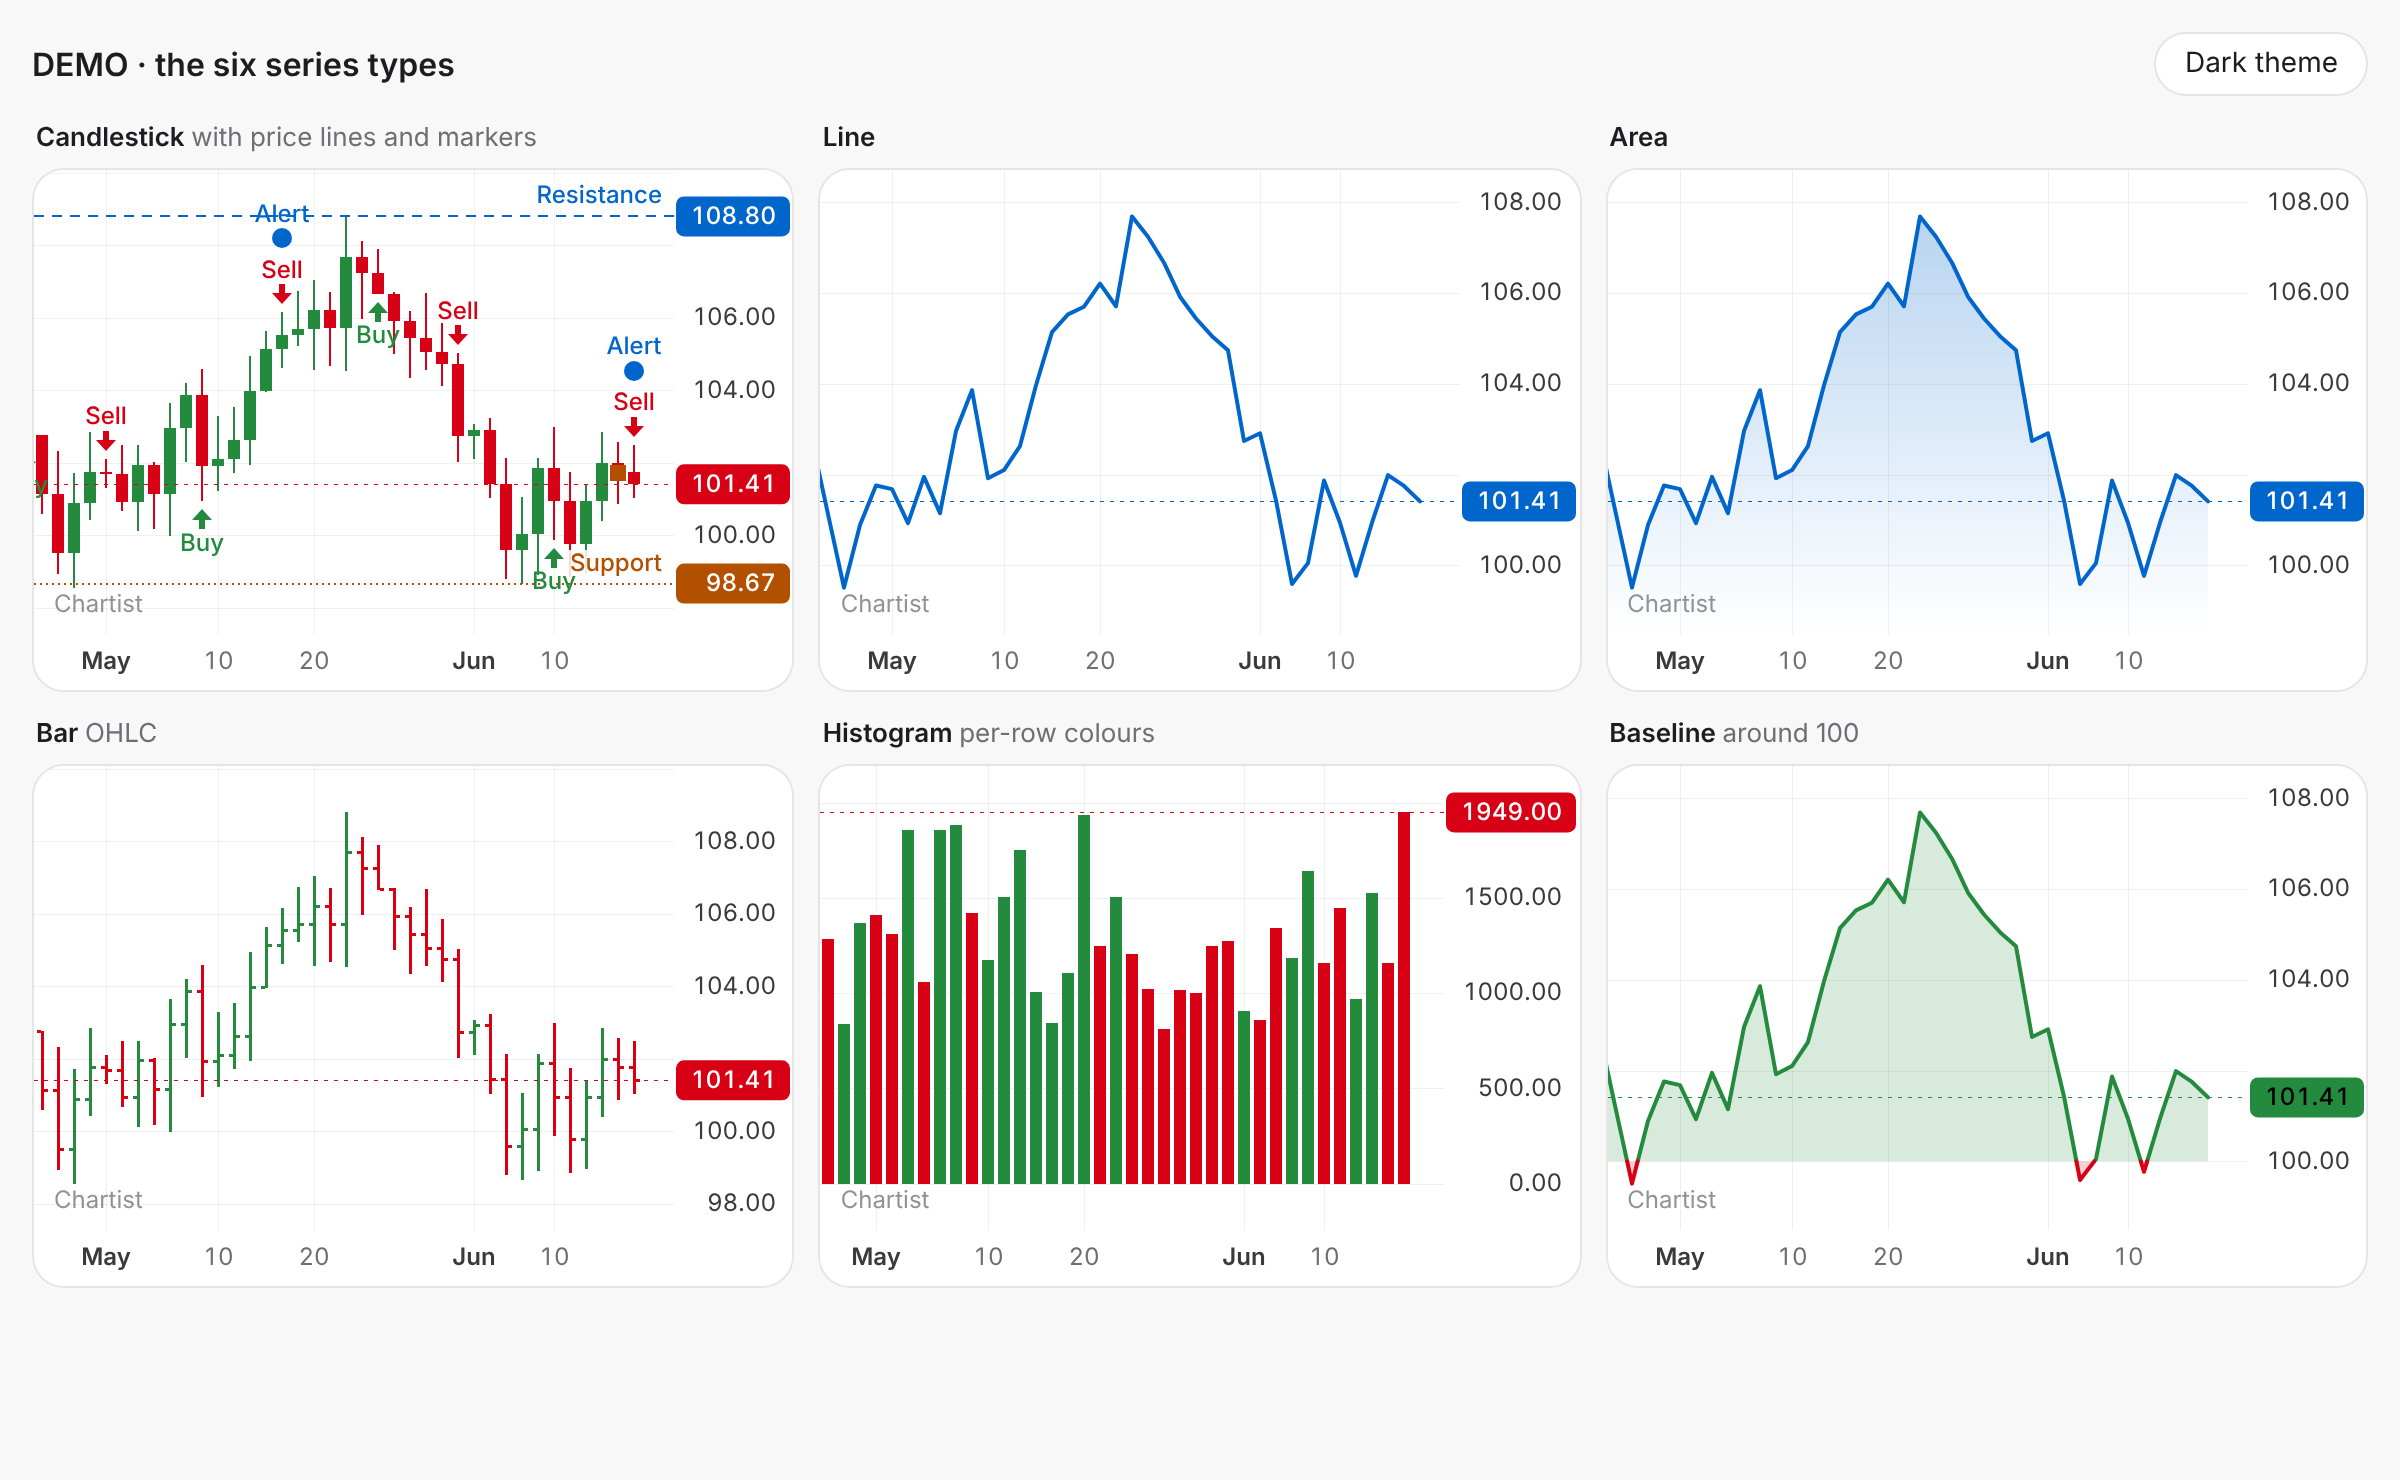 DEMO · the six series types
Dark theme
Candlestick with price lines and markers
Resistance
108.80
Alert
Sell
Sell
Buy
106.00
Alert
104.00
Sell
Sell
101.41
y
Buy
100.00
Support
Buy
98.67
Chartist
May 10 20 Jun 10
Line
108.00
106.00
104.00
101.41
100.00
Chartist
May 10 20 Jun 10
Area
108.00
106.00
104.00
101.41
100.00
Chartist
May 10 20 Jun 10
Bar OHLC
108.00
106.00
104.00
101.41
100.00
Chartist
98.00
May 10 20 Jun 10
Histogram per-row colours
1949.00
1500.00
1000.00
500.00
0.00
Chartist
May 10 20 Jun 10
Baseline around 100
108.00
106.00
104.00
101.41
100.00
Chartist
May 10 20 Jun 10